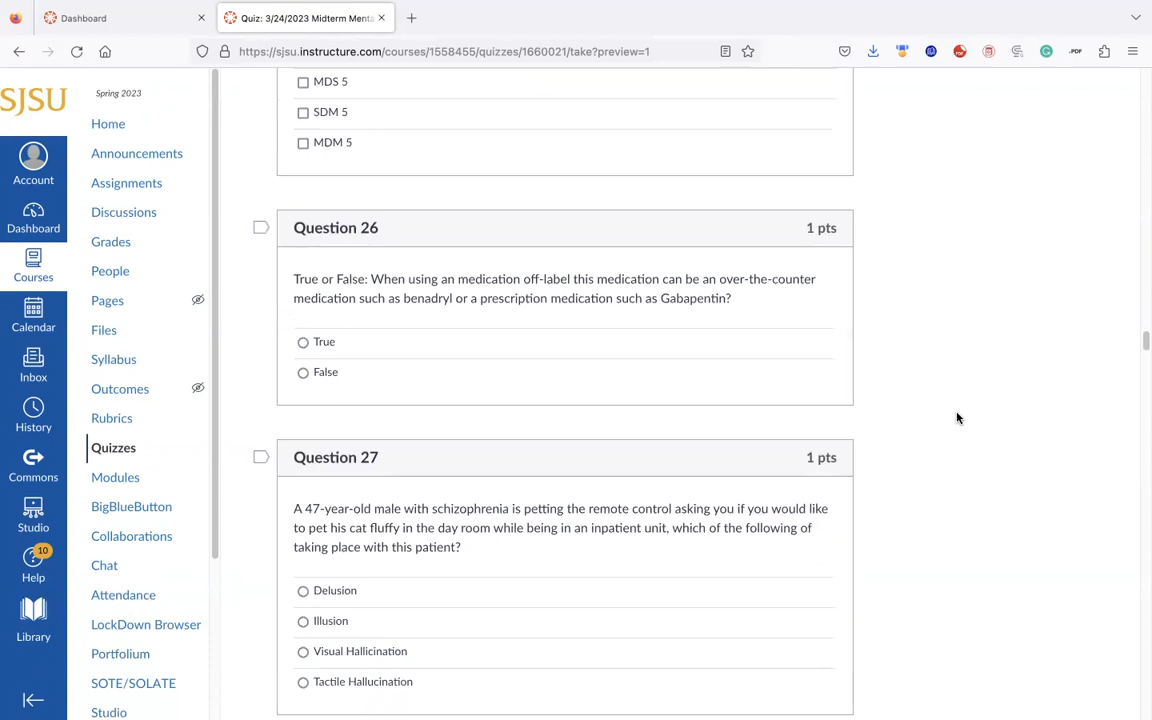 Dashboard
Quiz: 3/24/2023 Midterm Menta
https://sjsu.instructure.com/courses/1558455/quizzes/1660021/take?preview=1
.PDF
SJSU
Account
Dashboard
Courses
Calendar
Inbox
History
Commons
Studio
10
Help
Library
Spring 2023
Home
Announcements
Assignments
Discussions
Grades
People
Pages
Files
Syllabus
Outcomes
Rubrics
Quizzes
Modules
BigBlueButton
Collaborations
Chat
Attendance
LockDown Browser
Portfolium
SOTE/SOLATE
Studio
MDS 5
SDM 5
MDM 5
Question 26
1 pts
True or False: When using an medication off-label this medication can be an over-the-counter
medication such as benadryl or a prescription medication such as Gabapentin?
True
False
Question 27
1 pts
A 47-year-old male with schizophrenia is petting the remote control asking you if you would like
to pet his cat fluffy in the day room while being in an inpatient unit, which of the following of
taking place with this patient?
Delusion
Illusion
Visual Hallicination
Tactile Hallucination